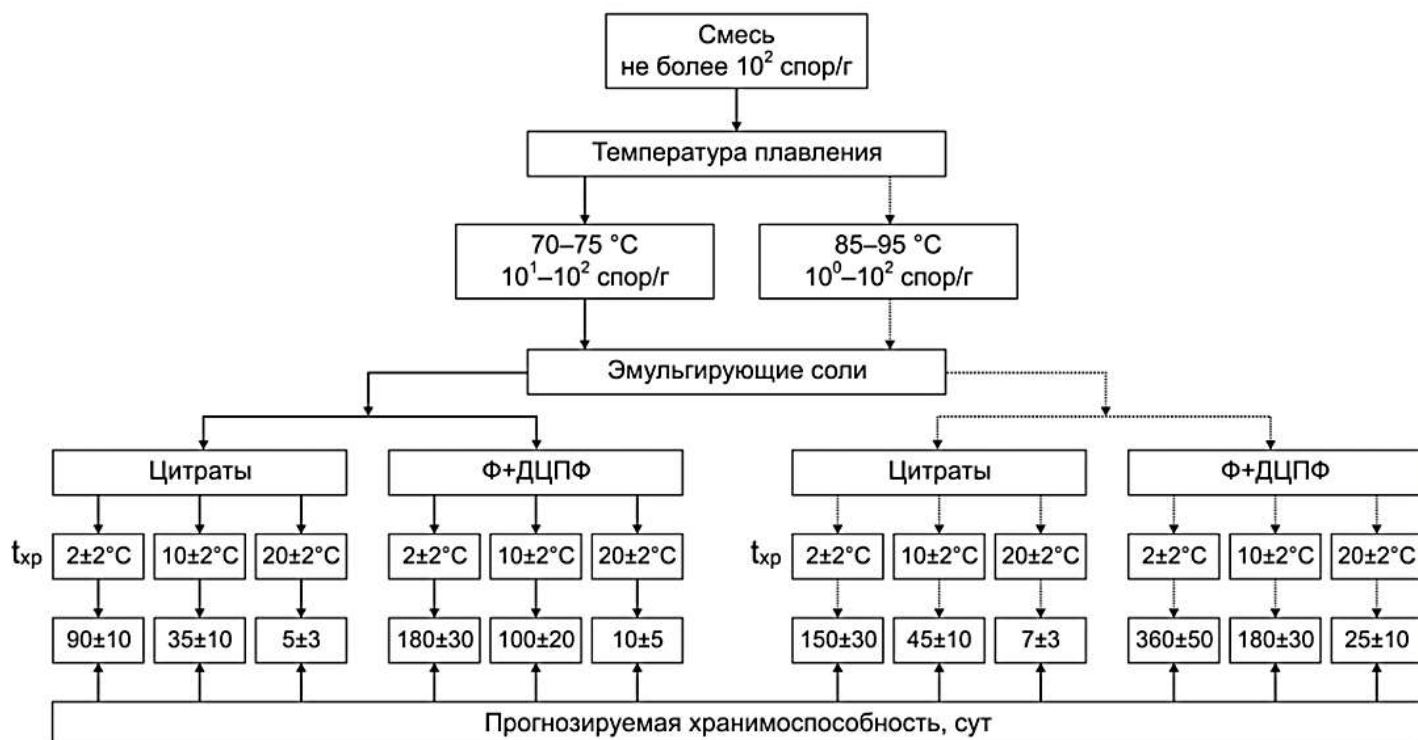 Смесь
не более 10² спор/г
Температура плавления
70–75 °C
10¹–10² спор/г
85–95 °C
10⁰–10² спор/г
Эмульгирующие соли
Цитраты
Ф+ДЦПФ
Цитраты
Ф+ДЦПФ
tхр
2±2°C
10±2°C
20±2°C
2±2°C
10±2°C
20±2°C
tхр
2±2°C
10±2°C
20±2°C
2±2°C
10±2°C
20±2°C
90±10
35±10
5±3
180±30
100±20
10±5
150±30
45±10
7±3
360±50
180±30
25±10
Прогнозируемая хранимоспособность, сут